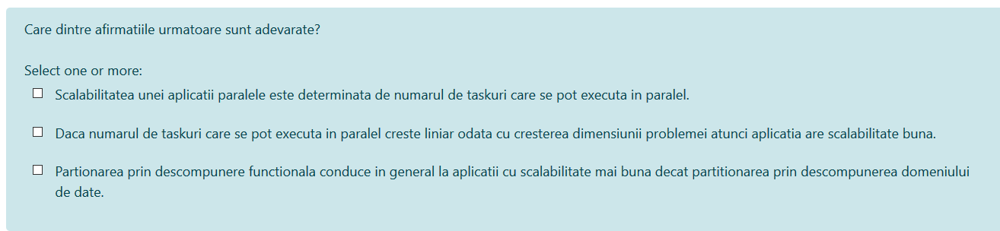 Care dintre afirmatiile urmatoare sunt adevarate?
Select one or more:
Scalabilitatea unei aplicatii paralele este determinata de numarul de taskuri care se pot executa in paralel.
Daca numarul de taskuri care se pot executa in paralel creste liniar odata cu cresterea dimensiunii problemei atunci aplicatia are scalabilitate buna.
Partionarea prin descompunere functionala conduce in general la aplicatii cu scalabilitate mai buna decat partitionarea prin descompunerea domeniului
de date.